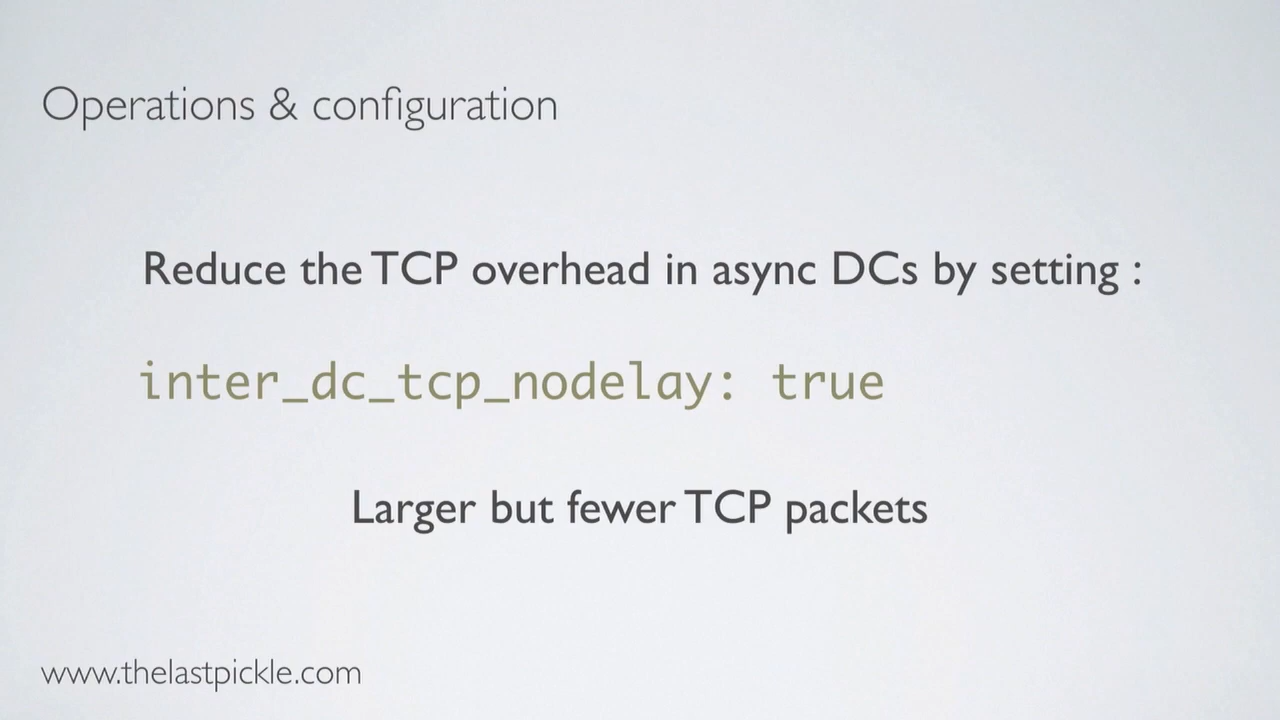 Operations & configuration
Reduce the TCP overhead in async DCs by setting :
inter_dc_tcp_nodelay: true
Larger but fewer TCP packets
www.thelastpickle.com